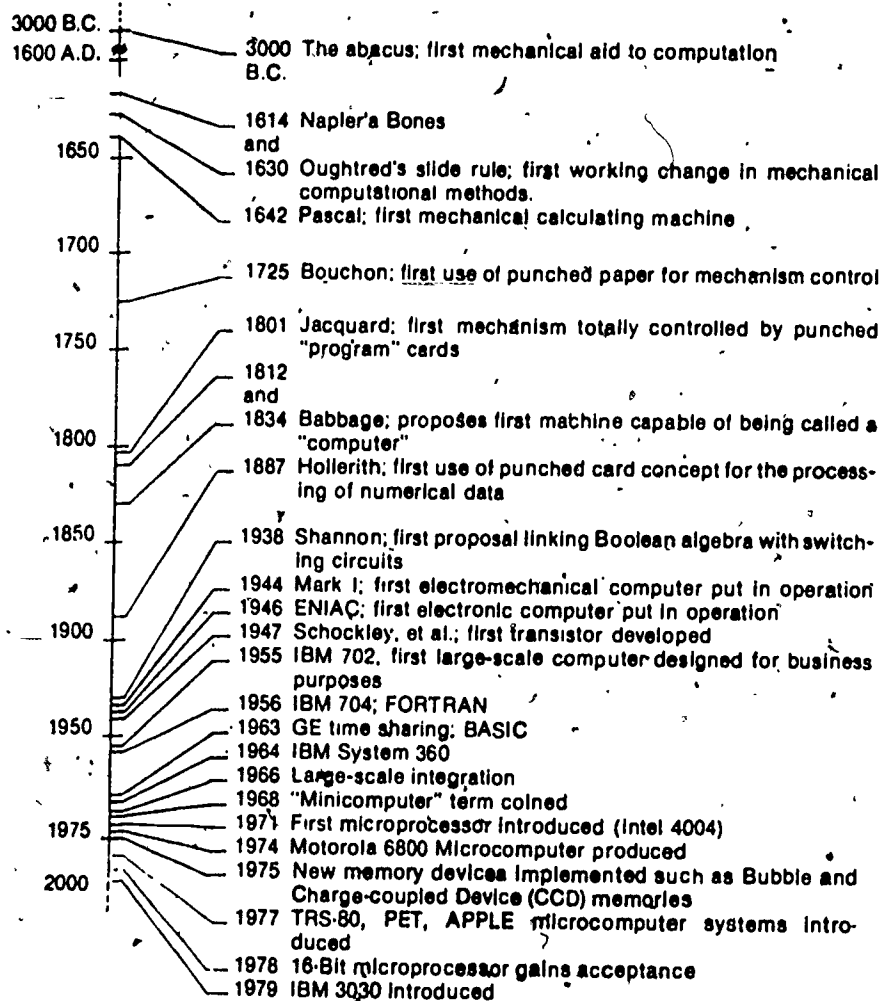 3000 B.C.
1600 A.D.
3000 The abacus; first mechanical aid to computation
B.C.
1614 Napler'a Bones
and
1650
1630 Oughtred's slide rule; first working change in mechanical
computational methods.
1642 Pascal; first mechanical calculating machine
1700
1725 Bouchon; first use of punched paper for mechanism control
1801 Jacquard; first mechanism totally controlled by punched
1750
"program" cards
1812
and
1834 Babbage; proposes first machine capable of being called a
"computer"
1800
1887 Hollerith; first use of punched card concept for the process-
ing of numerical data
1850
1938 Shannon; first proposal linking Boolean algebra with switch-
ing circuits
1944 Mark I; first electromechanical computer put in operation
1946 ENIAC; first electronic computer put in operation
1900
1947 Schockley, et al.; first transistor developed
1955 IBM 702, first large-scale computer designed for business
purposes
1956 IBM 704; FORTRAN
1950
1963 GE time sharing; BASIC
1964 IBM System 360
1966 Large-scale integration
1968 "Minicomputer" term coined
1971 First microprocessor introduced (Intel 4004)
1975
1974 Motorola 6800 Microcomputer produced
1975 New memory devices implemented such as Bubble and
Charge-coupled Device (CCD) memories
2000
1977 TRS-80, PET, APPLE microcomputer systems intro-
duced
1978 16-Bit microprocessor gains acceptance
1979 IBM 3030 introduced